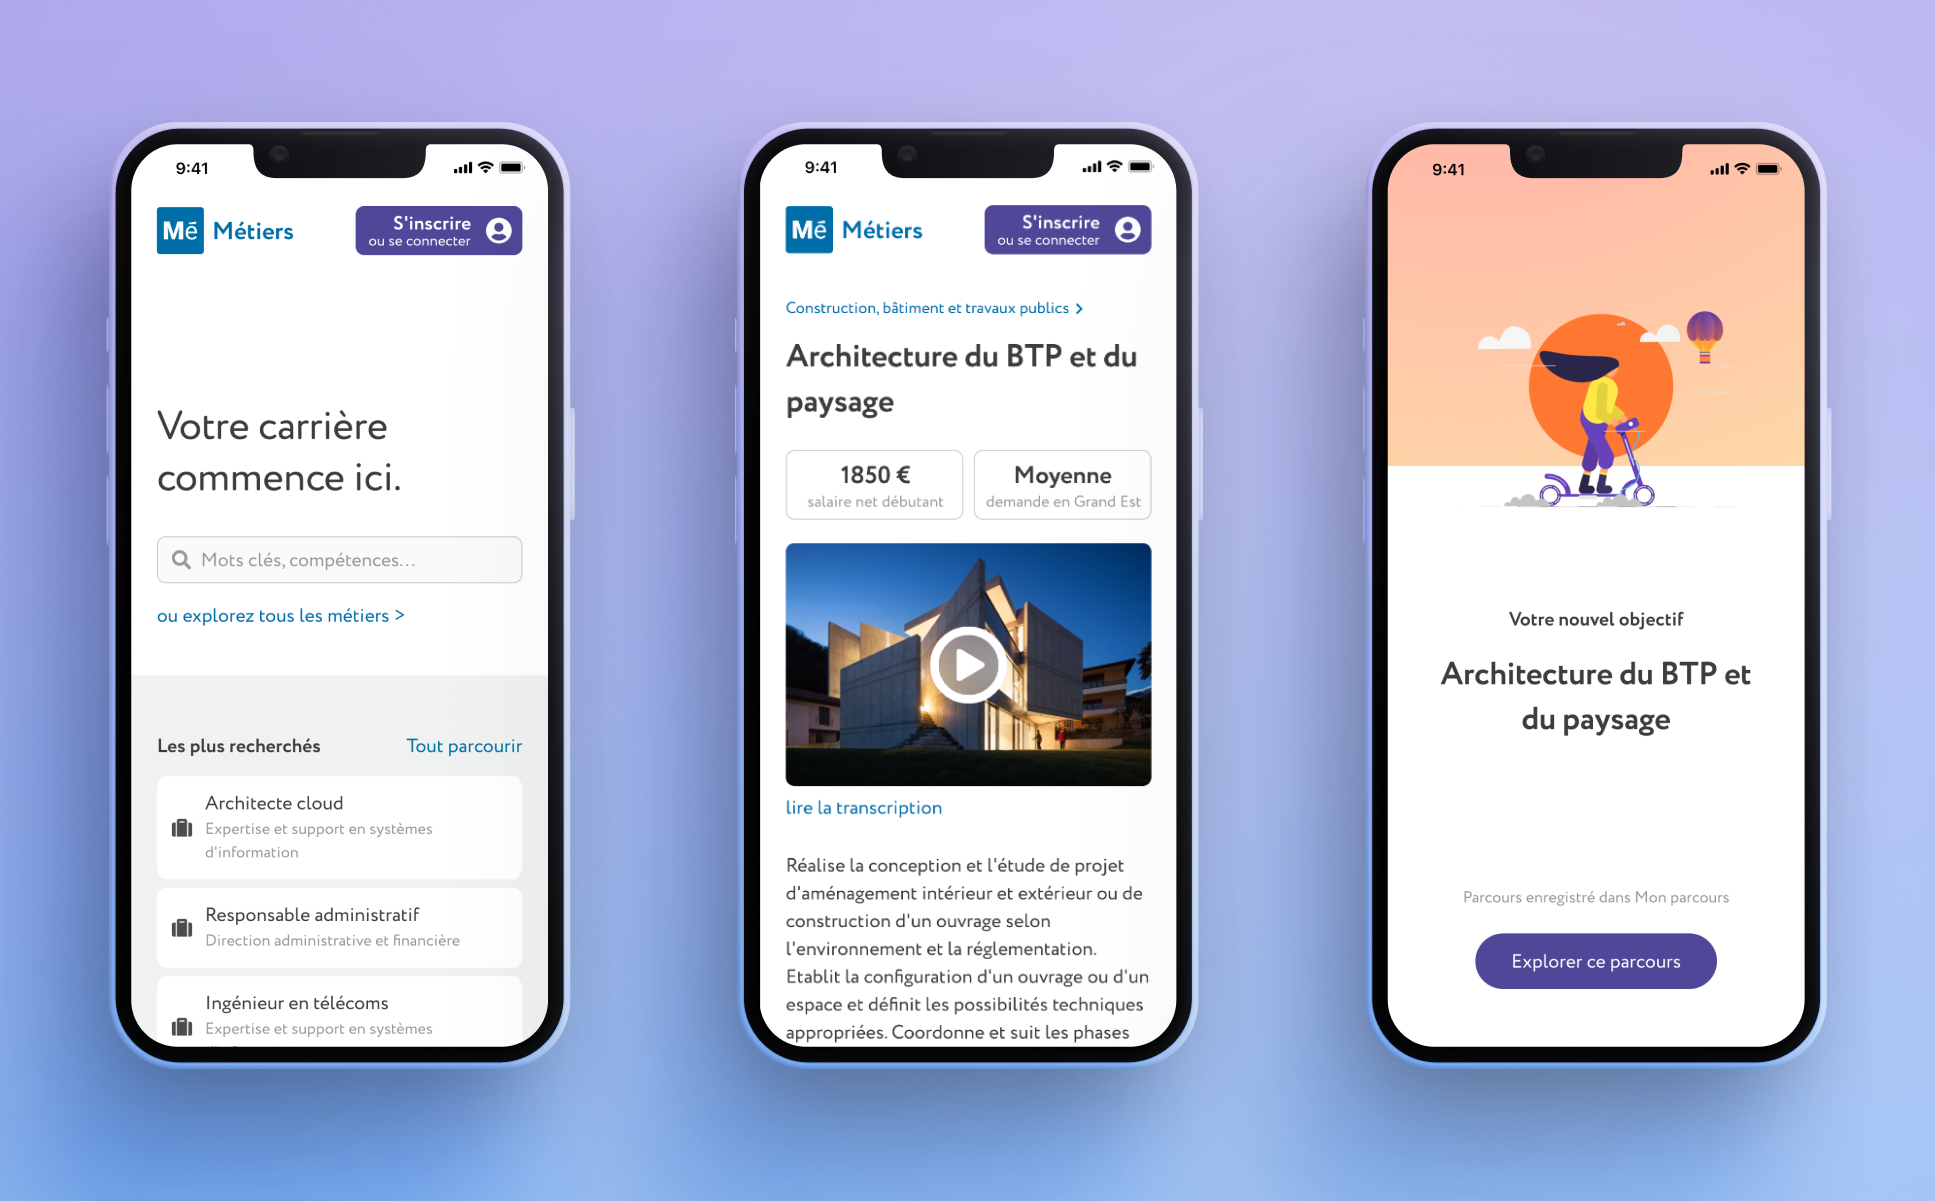 9:41
Mé Métiers
S'inscrire
ou se connecter
Votre carrière
commence ici.
Mots clés, compétences...
ou explorez tous les métiers >
Les plus recherchés
Tout parcourir
Architecte cloud
Expertise et support en systèmes
d'information
Responsable administratif
Direction administrative et financière
Ingénieur en télécoms
Expertise et support en systèmes
9:41
Mé Métiers
S'inscrire
ou se connecter
Construction, bâtiment et travaux publics >
Architecture du BTP et du
paysage
1850 €
salaire net débutant
Moyenne
demande en Grand Est
lire la transcription
Réalise la conception et l'étude de projet
d'aménagement intérieur et extérieur ou de
construction d'un ouvrage selon
l'environnement et la réglementation.
Etablit la configuration d'un ouvrage ou d'un
espace et définit les possibilités techniques
appropriées. Coordonne et suit les phases
9:41
Votre nouvel objectif
Architecture du BTP et
du paysage
Parcours enregistré dans Mon parcours
Explorer ce parcours